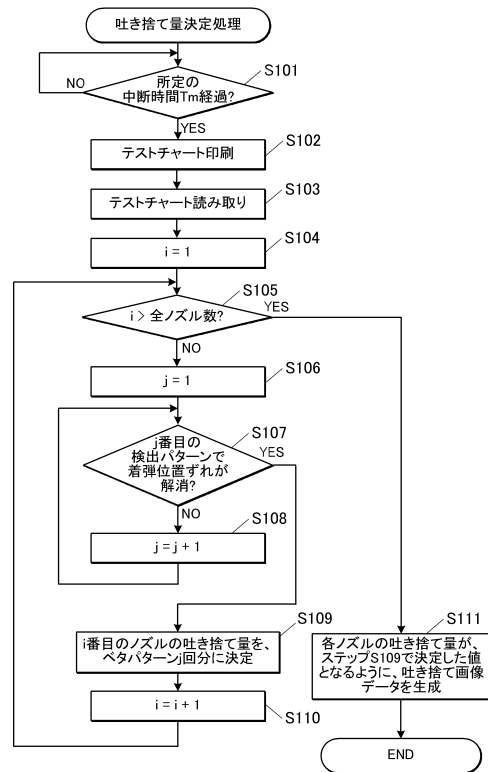 吐き捨て量決定処理
S101
所定の
中断時間Tm経過?
NO
YES
S102
テストチャート印刷
S103
テストチャート読み取り
S104
i = 1
S105
i > 全ノズル数?
YES
NO
S106
j = 1
S107
j番目の
検出パターンで
着弾位置ずれが
解消?
YES
NO
S108
j = j + 1
S109
i番目のノズルの吐き捨て量を、
ベタパターンj回分に決定
i = i + 1
S110
S111
各ノズルの吐き捨て量が、
ステップS109で決定した値
となるように、吐き捨て画像
データを生成
END